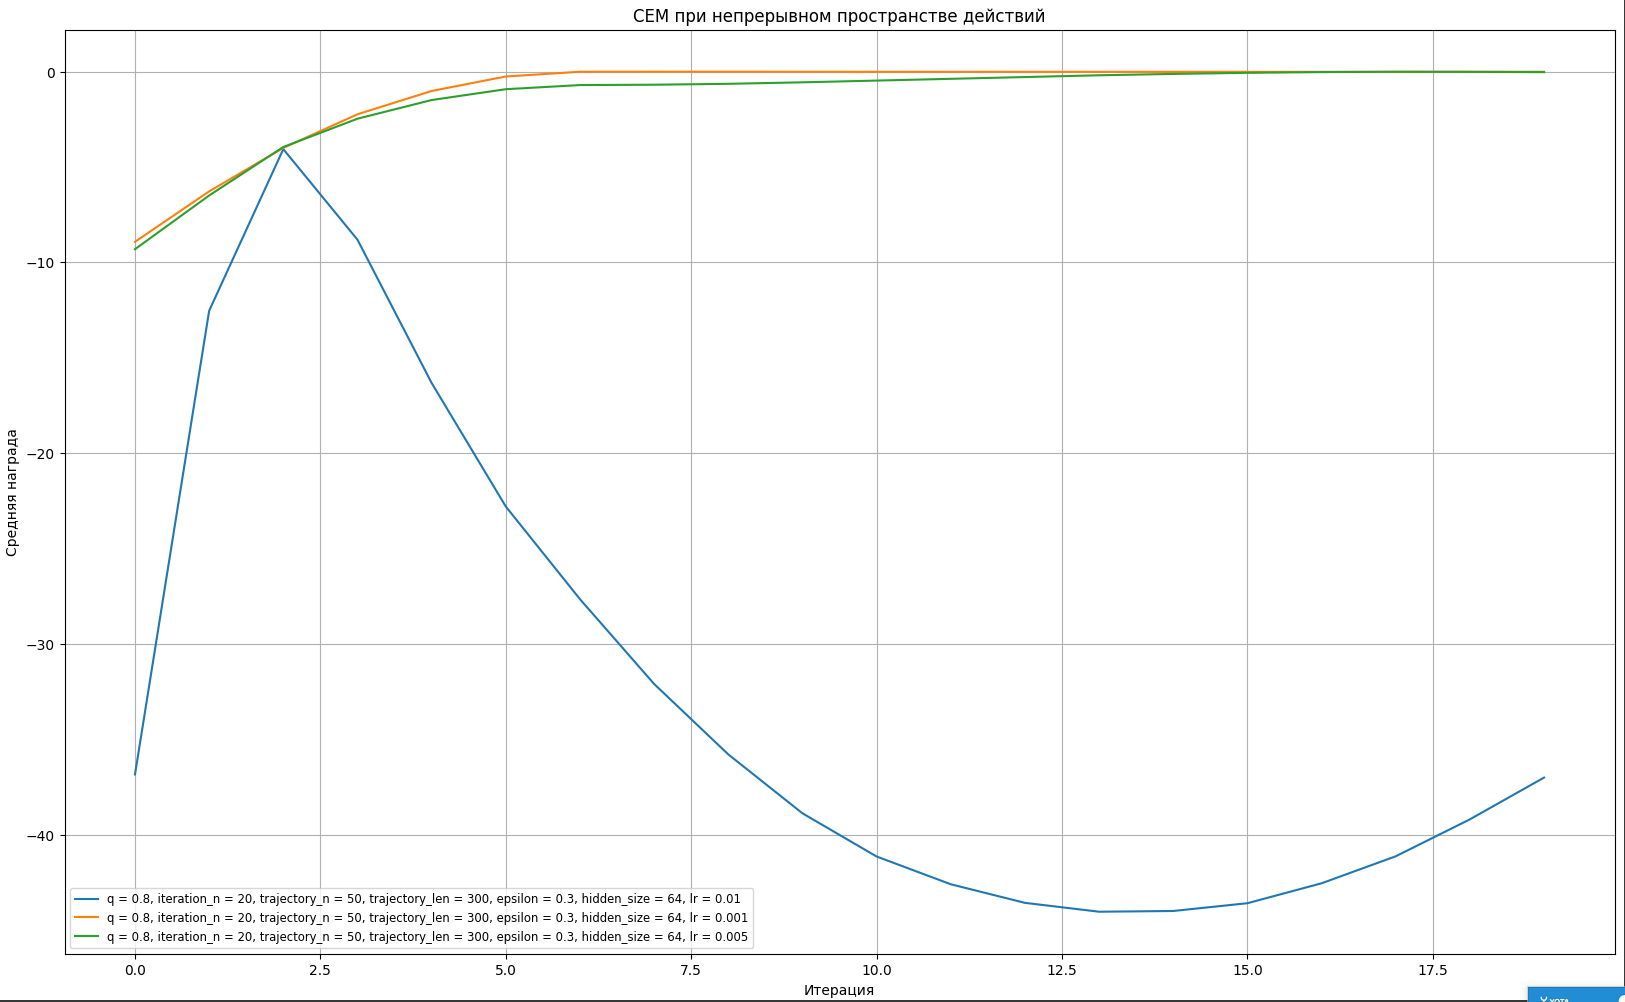 CEM при непрерывном пространстве действий
Средняя награда
0
−10
−20
−30
−40
q = 0.8, iteration_n = 20, trajectory_n = 50, trajectory_len = 300, epsilon = 0.3, hidden_size = 64, lr = 0.01
q = 0.8, iteration_n = 20, trajectory_n = 50, trajectory_len = 300, epsilon = 0.3, hidden_size = 64, lr = 0.001
q = 0.8, iteration_n = 20, trajectory_n = 50, trajectory_len = 300, epsilon = 0.3, hidden_size = 64, lr = 0.005
0.0 2.5 5.0 7.5 10.0 12.5 15.0 17.5
Итерация